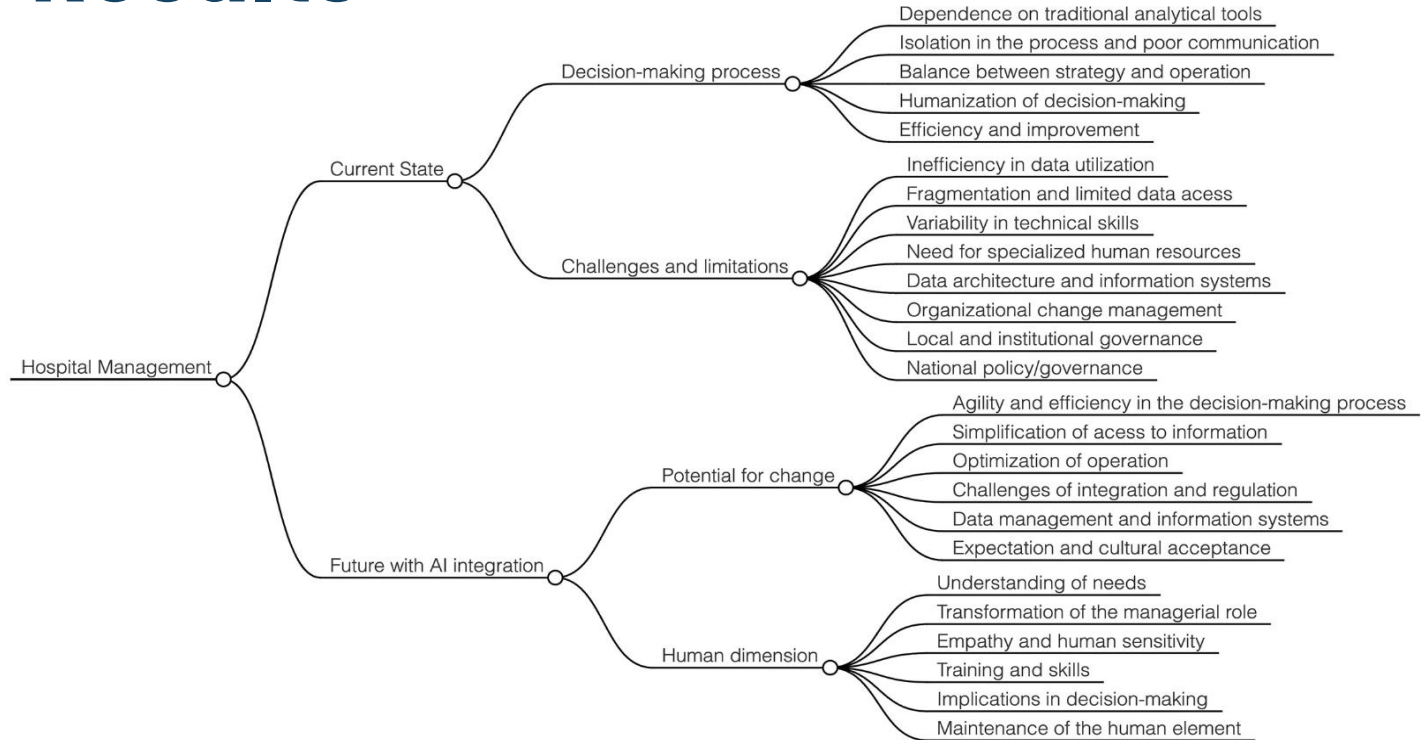 Results
Hospital Management
Current State
Decision-making process
Dependence on traditional analytical tools
Isolation in the process and poor communication
Balance between strategy and operation
Humanization of decision-making
Efficiency and improvement
Challenges and limitations
Inefficiency in data utilization
Fragmentation and limited data acess
Variability in technical skills
Need for specialized human resources
Data architecture and information systems
Organizational change management
Local and institutional governance
National policy/governance
Future with AI integration
Potential for change
Agility and efficiency in the decision-making process
Simplification of acess to information
Optimization of operation
Challenges of integration and regulation
Data management and information systems
Expectation and cultural acceptance
Human dimension
Understanding of needs
Transformation of the managerial role
Empathy and human sensitivity
Training and skills
Implications in decision-making
Maintenance of the human element